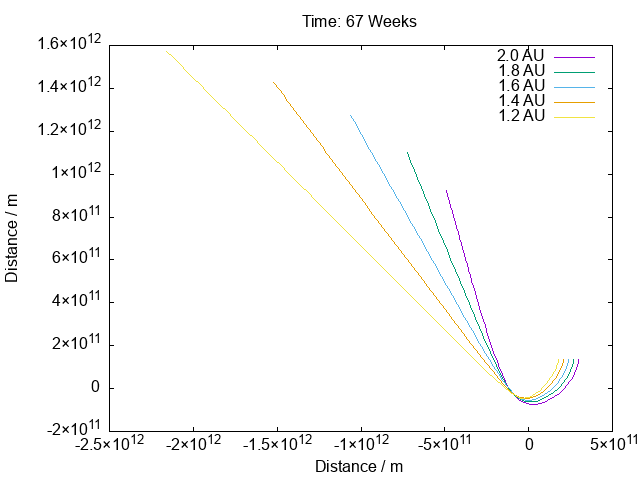 Time: 67 Weeks
1.6×10¹²
1.4×10¹²
1.2×10¹²
1×10¹²
8×10¹¹
6×10¹¹
4×10¹¹
2×10¹¹
0
-2×10¹¹
Distance / m
2.0 AU
1.8 AU
1.6 AU
1.4 AU
1.2 AU
-2.5×10¹² -2×10¹² -1.5×10¹² -1×10¹² -5×10¹¹ 0 5×10¹¹
Distance / m